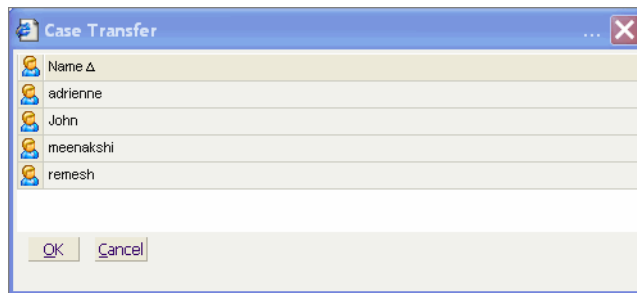 Case Transfer ...
Name Δ
adrienne
John
meenakshi
remesh
OK Cancel